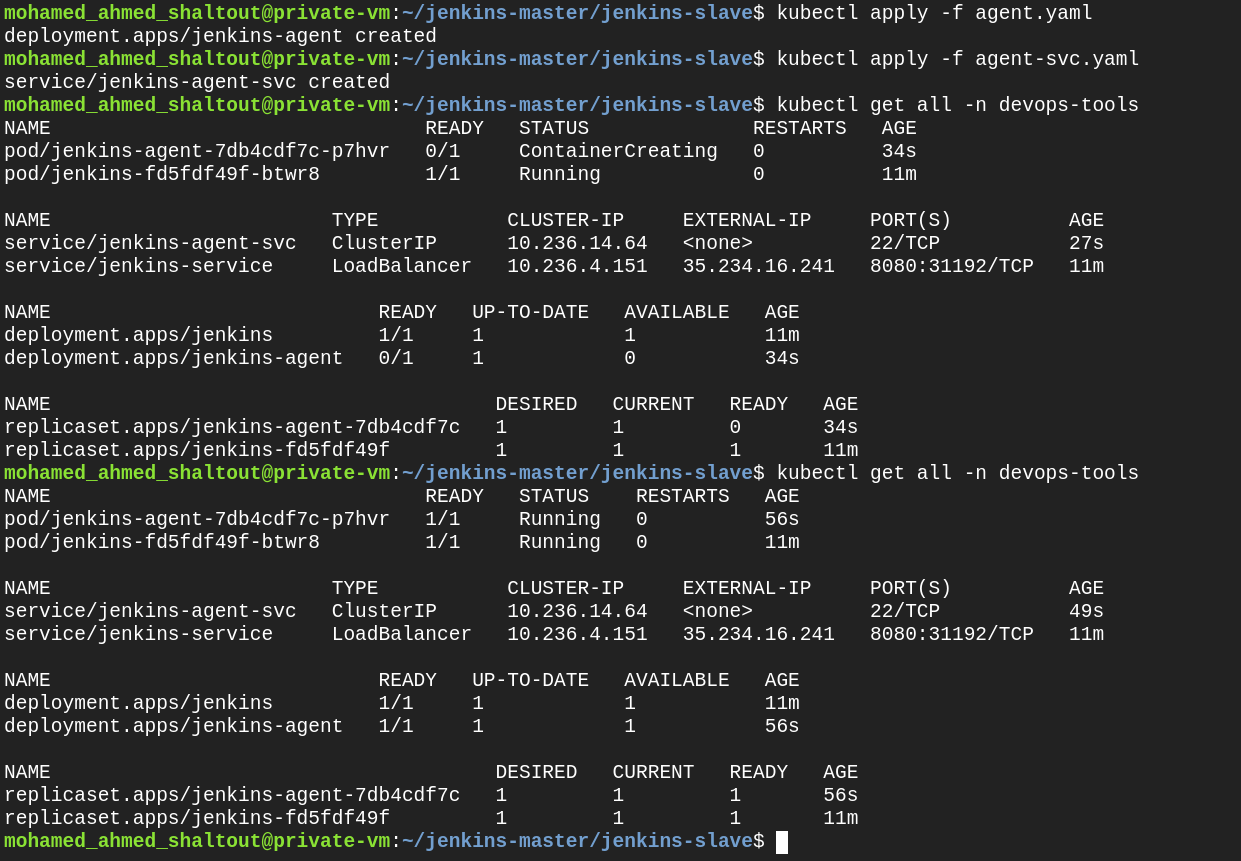 mohamed_ahmed_shaltout@private-vm:~/jenkins-master/jenkins-slave$ kubectl apply -f agent.yaml
deployment.apps/jenkins-agent created
mohamed_ahmed_shaltout@private-vm:~/jenkins-master/jenkins-slave$ kubectl apply -f agent-svc.yaml
service/jenkins-agent-svc created
mohamed_ahmed_shaltout@private-vm:~/jenkins-master/jenkins-slave$ kubectl get all -n devops-tools
NAME                                READY   STATUS              RESTARTS   AGE
pod/jenkins-agent-7db4cdf7c-p7hvr   0/1     ContainerCreating   0          34s
pod/jenkins-fd5fdf49f-btwr8         1/1     Running             0          11m

NAME                        TYPE           CLUSTER-IP     EXTERNAL-IP     PORT(S)          AGE
service/jenkins-agent-svc   ClusterIP      10.236.14.64   <none>          22/TCP           27s
service/jenkins-service     LoadBalancer   10.236.4.151   35.234.16.241   8080:31192/TCP   11m

NAME                            READY   UP-TO-DATE   AVAILABLE   AGE
deployment.apps/jenkins         1/1     1            1           11m
deployment.apps/jenkins-agent   0/1     1            0           34s

NAME                                      DESIRED   CURRENT   READY   AGE
replicaset.apps/jenkins-agent-7db4cdf7c   1         1         0       34s
replicaset.apps/jenkins-fd5fdf49f         1         1         1       11m
mohamed_ahmed_shaltout@private-vm:~/jenkins-master/jenkins-slave$ kubectl get all -n devops-tools
NAME                                READY   STATUS    RESTARTS   AGE
pod/jenkins-agent-7db4cdf7c-p7hvr   1/1     Running   0          56s
pod/jenkins-fd5fdf49f-btwr8         1/1     Running   0          11m

NAME                        TYPE           CLUSTER-IP     EXTERNAL-IP     PORT(S)          AGE
service/jenkins-agent-svc   ClusterIP      10.236.14.64   <none>          22/TCP           49s
service/jenkins-service     LoadBalancer   10.236.4.151   35.234.16.241   8080:31192/TCP   11m

NAME                            READY   UP-TO-DATE   AVAILABLE   AGE
deployment.apps/jenkins         1/1     1            1           11m
deployment.apps/jenkins-agent   1/1     1            1           56s

NAME                                      DESIRED   CURRENT   READY   AGE
replicaset.apps/jenkins-agent-7db4cdf7c   1         1         1       56s
replicaset.apps/jenkins-fd5fdf49f         1         1         1       11m
mohamed_ahmed_shaltout@private-vm:~/jenkins-master/jenkins-slave$